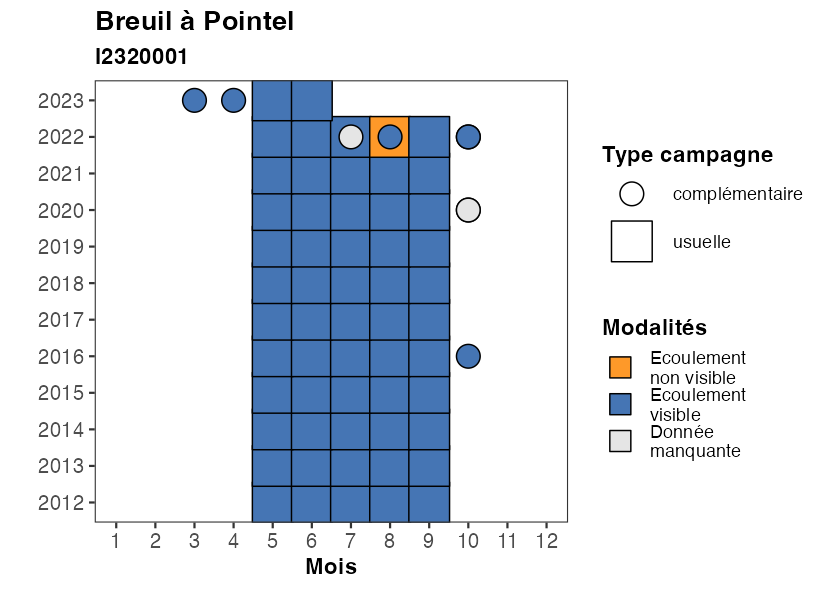 Breuil à Pointel
I2320001
2023
2022
2021
2020
2019
2018
2017
2016
2015
2014
2013
2012
1 2 3 4 5 6 7 8 9 10 11 12
Mois
Type campagne
complémentaire
usuelle
Modalités
Ecoulement
non visible
Ecoulement
visible
Donnée
manquante